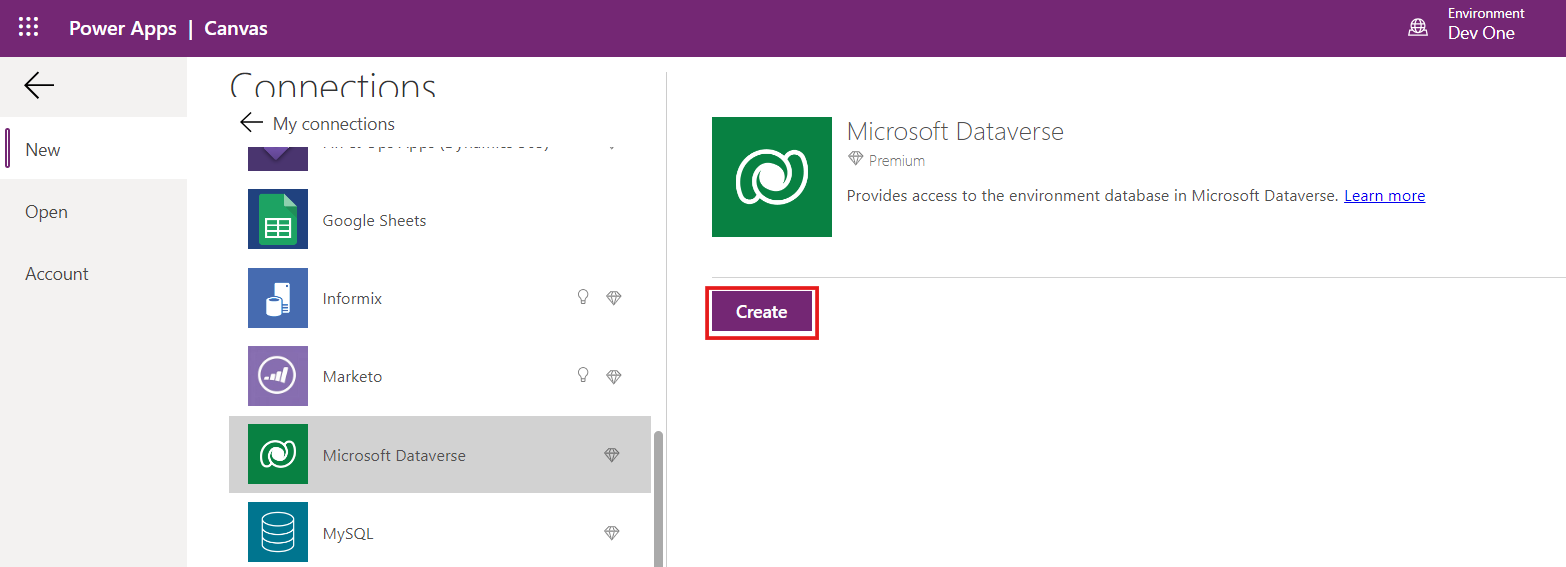 Power Apps | Canvas
Environment
Dev One
New
Open
Account
Connections
My connections
Google Sheets
Informix
Marketo
Microsoft Dataverse
MySQL
Microsoft Dataverse
Premium
Provides access to the environment database in Microsoft Dataverse. Learn more
Create